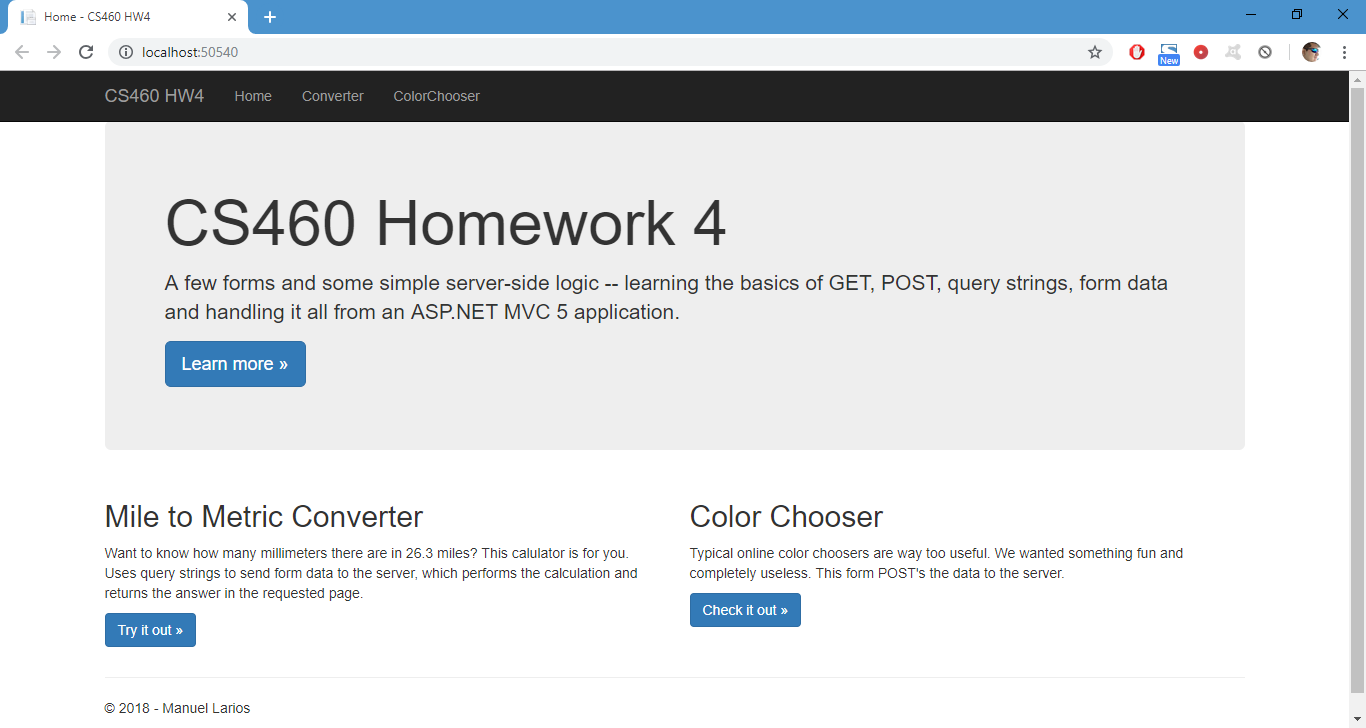 Home - CS460 HW4
localhost:50540
New
CS460 HW4 Home Converter ColorChooser
CS460 Homework 4
A few forms and some simple server-side logic -- learning the basics of GET, POST, query strings, form data
and handling it all from an ASP.NET MVC 5 application.
Learn more »
Mile to Metric Converter
Want to know how many millimeters there are in 26.3 miles? This calulator is for you.
Uses query strings to send form data to the server, which performs the calculation and
returns the answer in the requested page.
Try it out »
Color Chooser
Typical online color choosers are way too useful. We wanted something fun and
completely useless. This form POST's the data to the server.
Check it out »
© 2018 - Manuel Larios